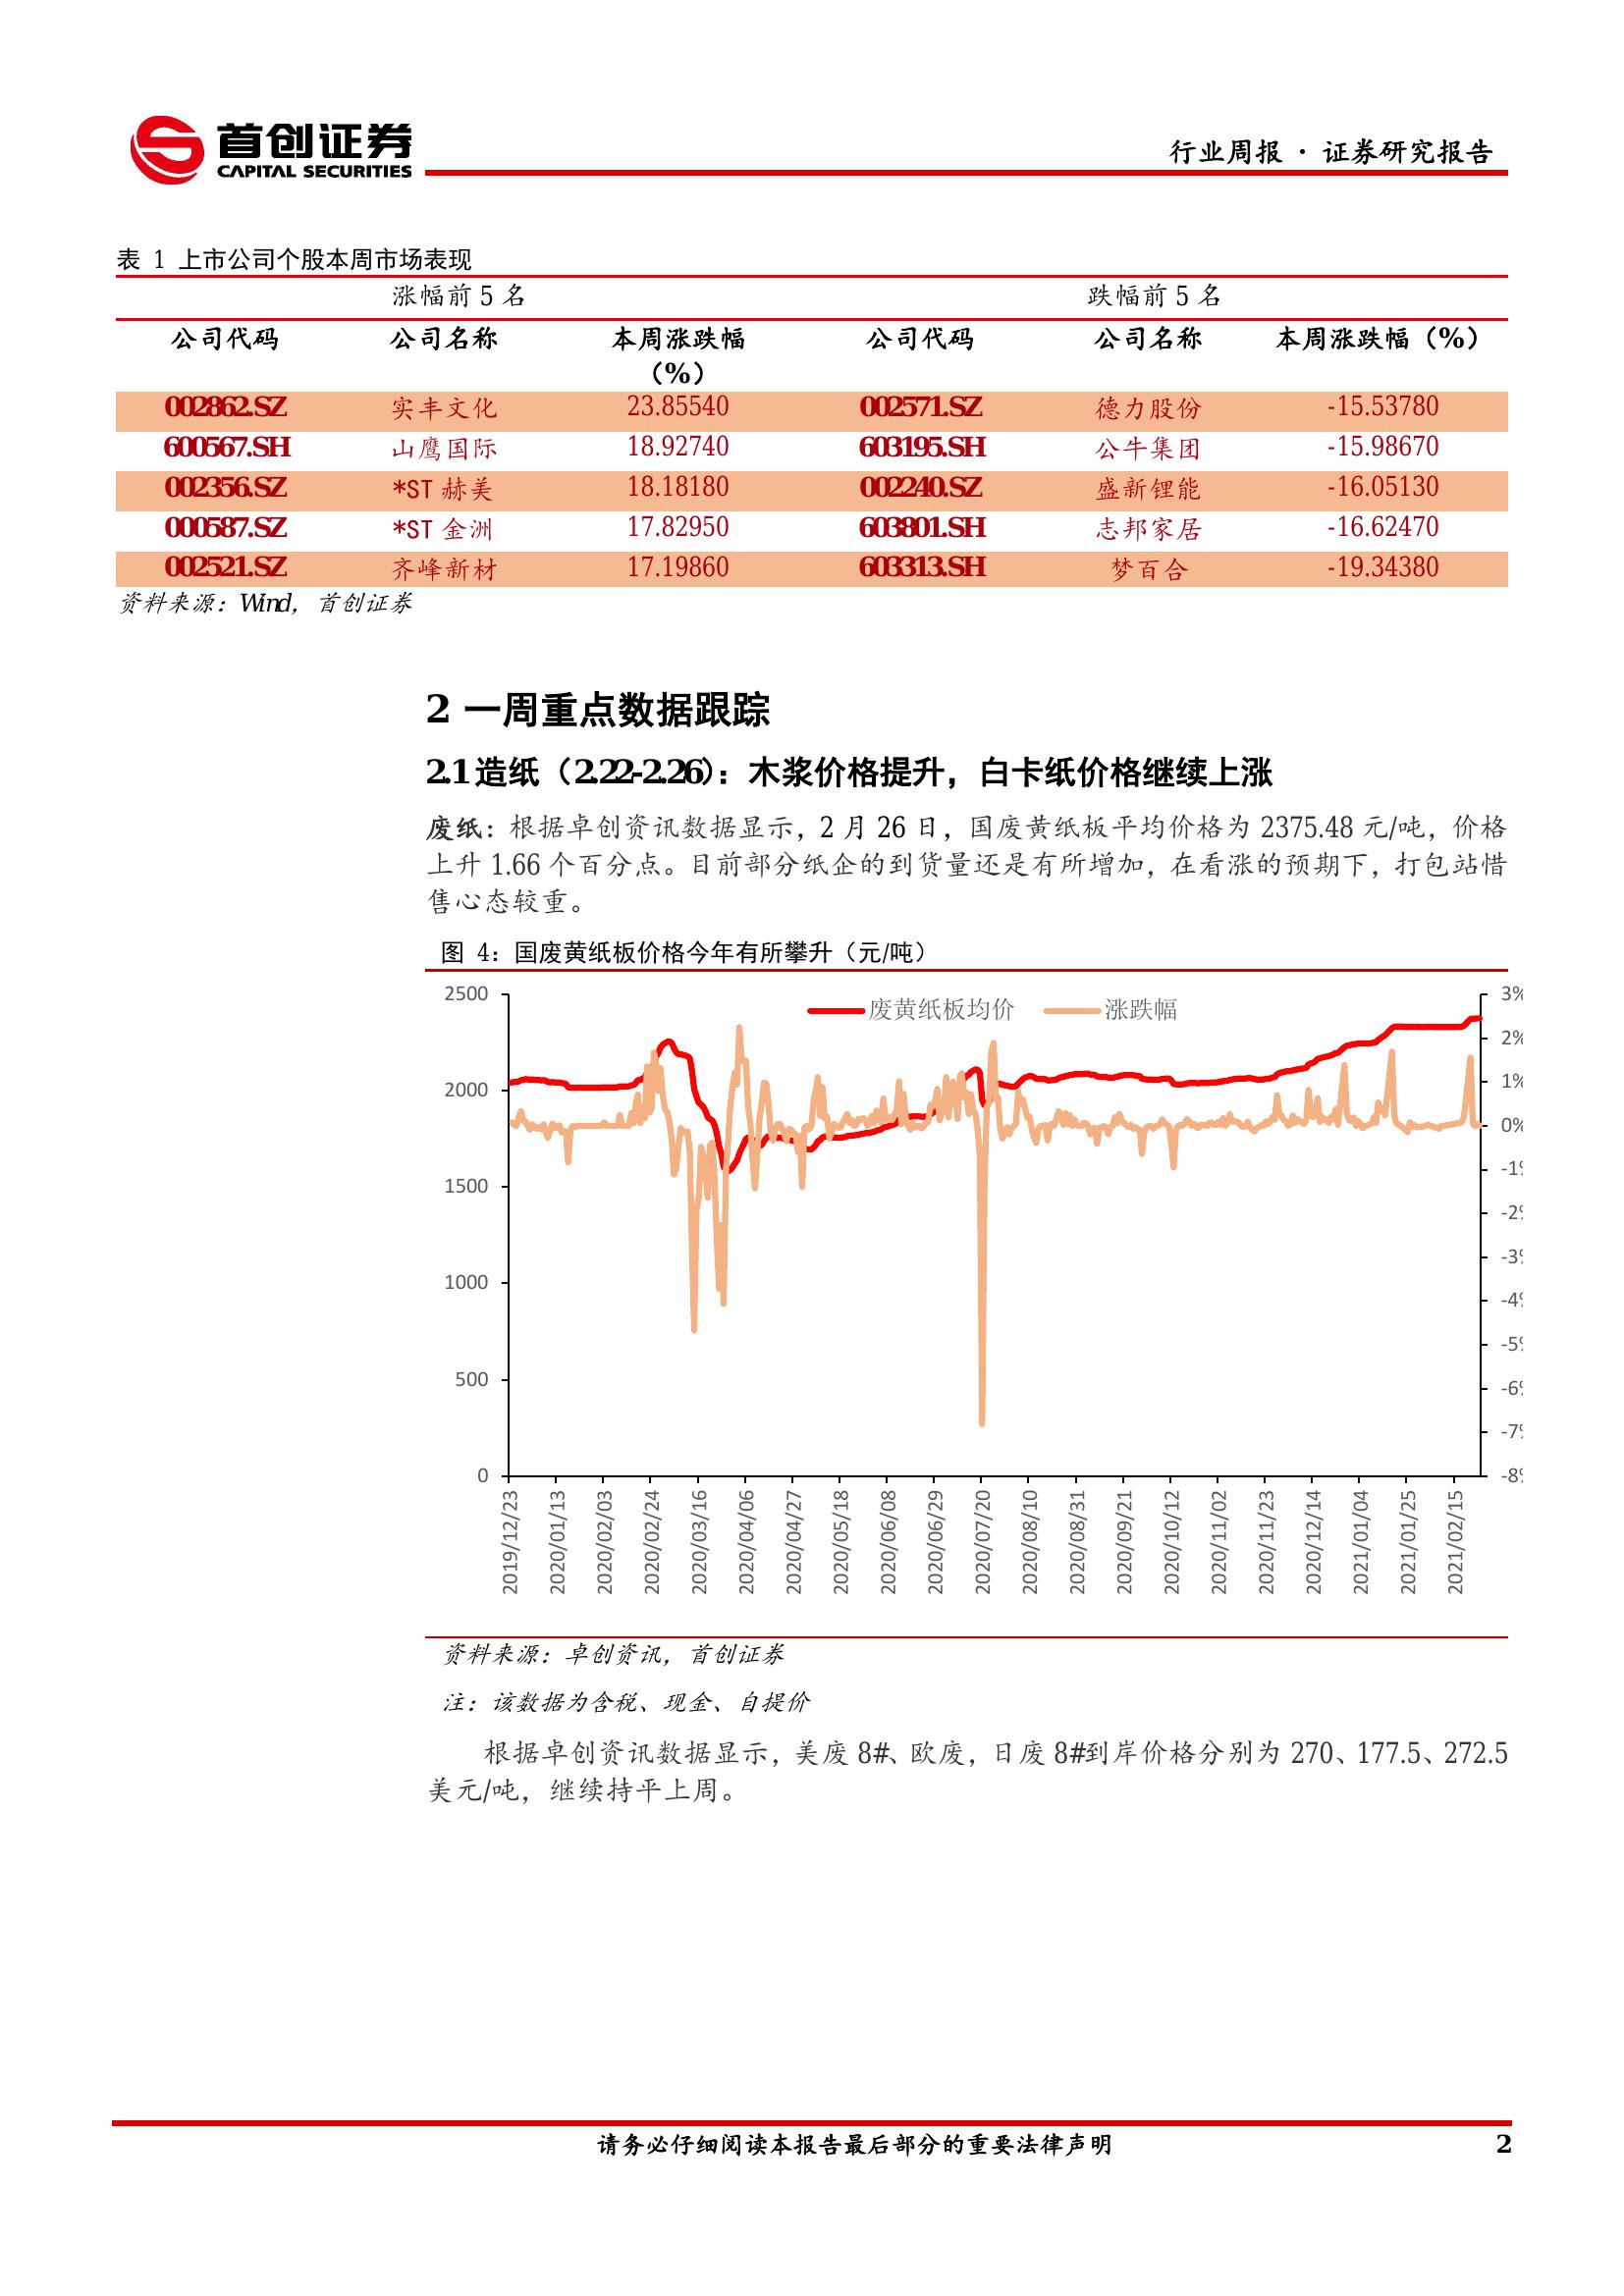 首创证券
CAPITAL SECURITIES
行业周报 · 证券研究报告
表 1 上市公司个股本周市场表现
涨幅前 5 名 跌幅前 5 名
公司代码 公司名称 本周涨跌幅（%） 公司代码 公司名称 本周涨跌幅（%）
002862.SZ 实丰文化 23.85540 002571.SZ 德力股份 -15.53780
600567.SH 山鹰国际 18.92740 603195.SH 公牛集团 -15.98670
002356.SZ *ST 赫美 18.18180 002240.SZ 盛新锂能 -16.05130
000587.SZ *ST 金洲 17.82950 603801.SH 志邦家居 -16.62470
002521.SZ 齐峰新材 17.19860 603313.SH 梦百合 -19.34380
资料来源：Wind，首创证券
2 一周重点数据跟踪
2.1 造纸（2.22-2.26）：木浆价格提升，白卡纸价格继续上涨
废纸：根据卓创资讯数据显示，2 月 26 日，国废黄纸板平均价格为 2375.48 元/吨，价格
上升 1.66 个百分点。目前部分纸企的到货量还是有所增加，在看涨的预期下，打包站惜
售心态较重。
图 4：国废黄纸板价格今年有所攀升（元/吨）
废黄纸板均价 涨跌幅
2500
2000
1500
1000
500
0
3%
2%
1%
0%
-1%
-2%
-3%
-4%
-5%
-6%
-7%
-8%
2019/12/23
2020/01/13
2020/02/03
2020/02/24
2020/03/16
2020/04/06
2020/04/27
2020/05/18
2020/06/08
2020/06/29
2020/07/20
2020/08/10
2020/08/31
2020/09/21
2020/10/12
2020/11/02
2020/11/23
2020/12/14
2021/01/04
2021/01/25
2021/02/15
资料来源：卓创资讯，首创证券
注：该数据为含税、现金、自提价
根据卓创资讯数据显示，美废 8#、欧废，日废 8#到岸价格分别为 270、177.5、272.5
美元/吨，继续持平上周。
请务必仔细阅读本报告最后部分的重要法律声明
2